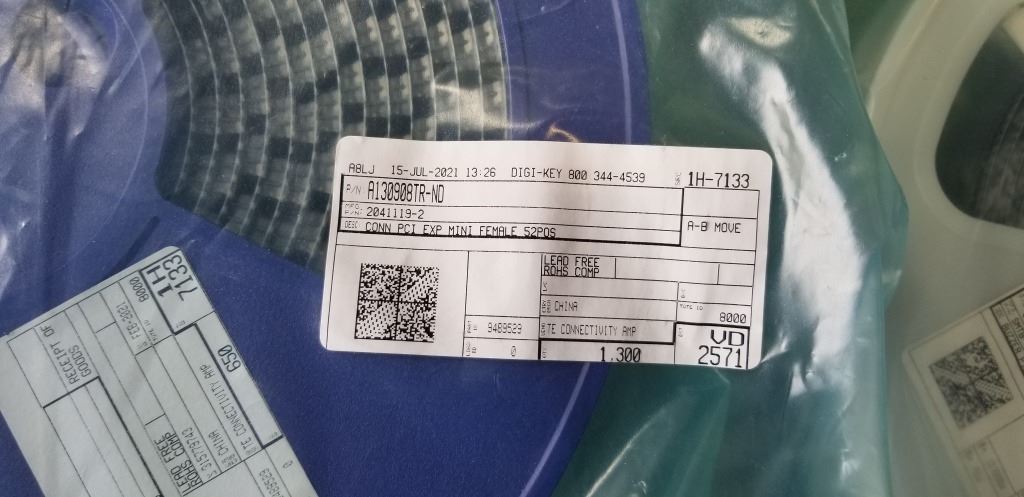 A8LJ 15-JUL-2021 13:26 DIGI-KEY 800 344-4539
1H-7133
P/N A130908TR-ND
MFG. P/N: 2041119-2
A-B MOVE
DESC: CONN PCI EXP MINI FEMALE 52POS
LEAD FREE
ROHS COMP
CHINA
8000
9489529
TE CONNECTIVITY AMP
VD
2571
0
1,300
1H
7133
650
RECEIPT OF
GOODS
TE CONNECTIVITY AMP
CHINA
LEAD FREE
ROHS COMP
0